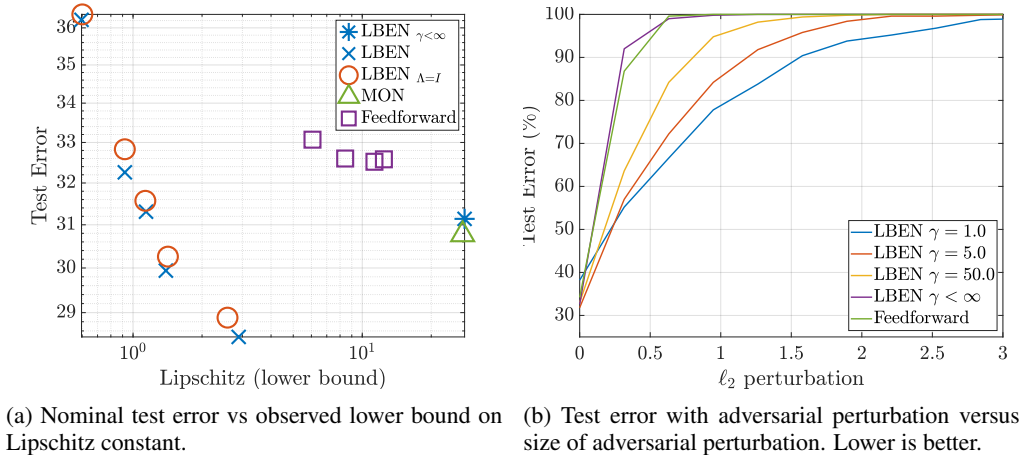 36
35
34
33
32
31
30
29
Test Error
10^0
10^1
Lipschitz (lower bound)
LBEN γ<∞
LBEN
LBEN Λ=I
MON
Feedforward
100
90
80
70
60
50
40
30
Test Error (%)
0
0.5
1
1.5
2
2.5
3
ℓ2 perturbation
LBEN γ = 1.0
LBEN γ = 5.0
LBEN γ = 50.0
LBEN γ < ∞
Feedforward
(a) Nominal test error vs observed lower bound on
Lipschitz constant.
(b) Test error with adversarial perturbation versus
size of adversarial perturbation. Lower is better.